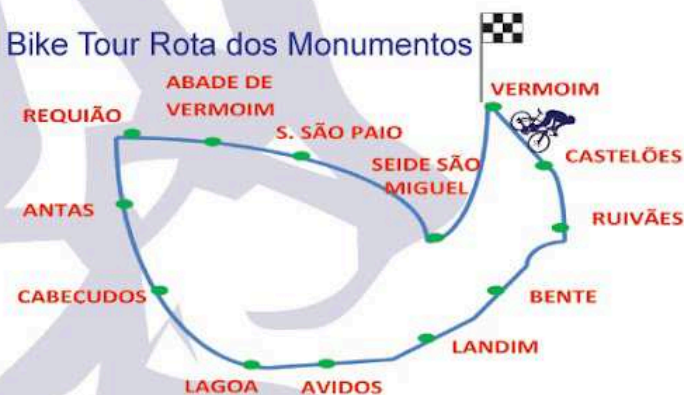 Bike Tour Rota dos Monumentos
VERMOIM
ABADE DE
VERMOIM
REQUIÃO
S. SÃO PAIO
SEIDE SÃO
MIGUEL
CASTELÕES
ANTAS
RUIVÃES
CABEÇUDOS
BENTE
LANDIM
LAGOA
AVIDOS